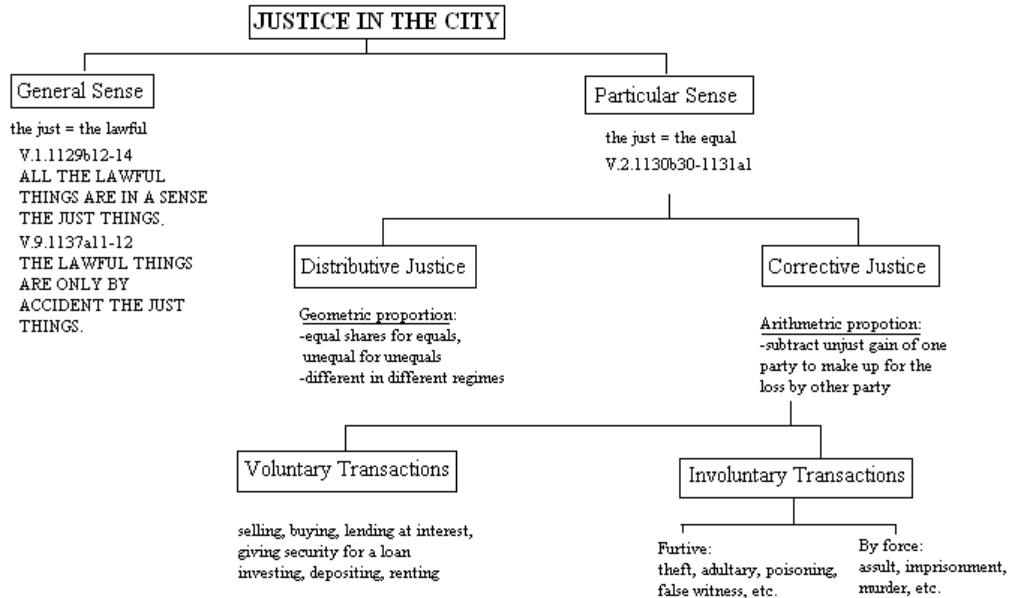 JUSTICE IN THE CITY
General Sense
the just = the lawful
V.1.1129b12-14
ALL THE LAWFUL
THINGS ARE IN A SENSE
THE JUST THINGS.
V.9.1137a11-12
THE LAWFUL THINGS
ARE ONLY BY
ACCIDENT THE JUST
THINGS.
Particular Sense
the just = the equal
V.2.1130b30-1131a1
Distributive Justice
Geometric proportion:
-equal shares for equals,
unequal for unequals
-different in different regimes
Corrective Justice
Arithmetric propotion:
-subtract unjust gain of one
party to make up for the
loss by other party
Voluntary Transactions
selling, buying, lending at interest,
giving security for a loan
investing, depositing, renting
Involuntary Transactions
Furtive:
theft, adultary, poisoning,
false witness, etc.
By force:
assult, imprisonment,
murder, etc.